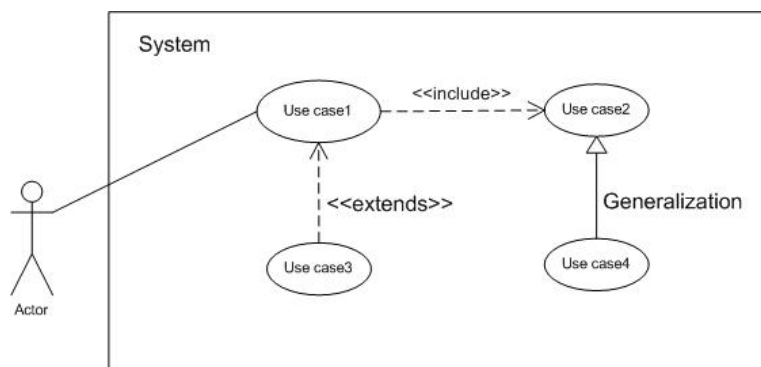 System
Use case1
<<include>>
Use case2
<<extends>>
Generalization
Use case3
Use case4
Actor